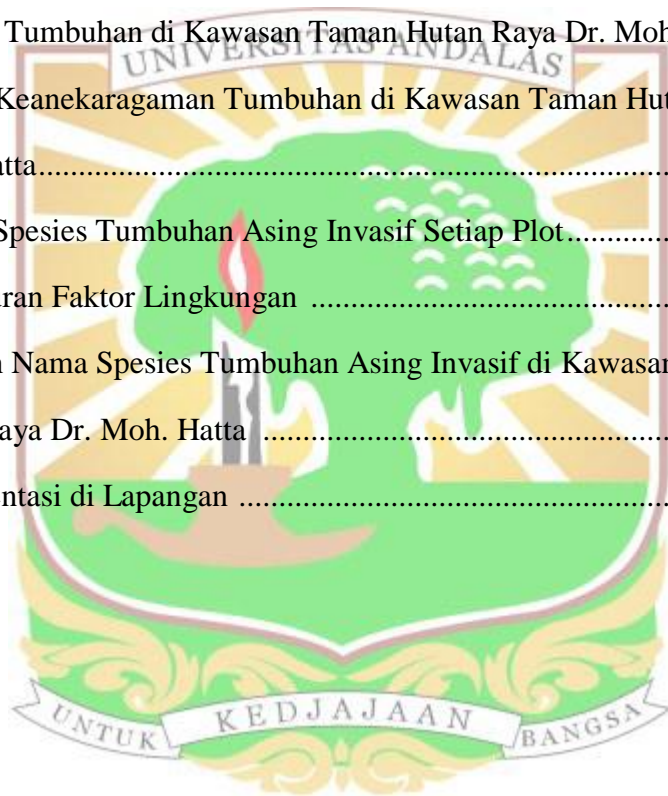 Tumbuhan di Kawasan Taman Hutan Raya Dr. Moh
UNIVERSITAS ANDALAS
Keanekaragaman Tumbuhan di Kawasan Taman Hut
atta.......................................................................
Spesies Tumbuhan Asing Invasif Setiap Plot............
ran Faktor Lingkungan ..........................................
Nama Spesies Tumbuhan Asing Invasif di Kawasan
aya Dr. Moh. Hatta ...............................................
entasi di Lapangan ................................................
UNTUK KEDJAJAAN BANGSA